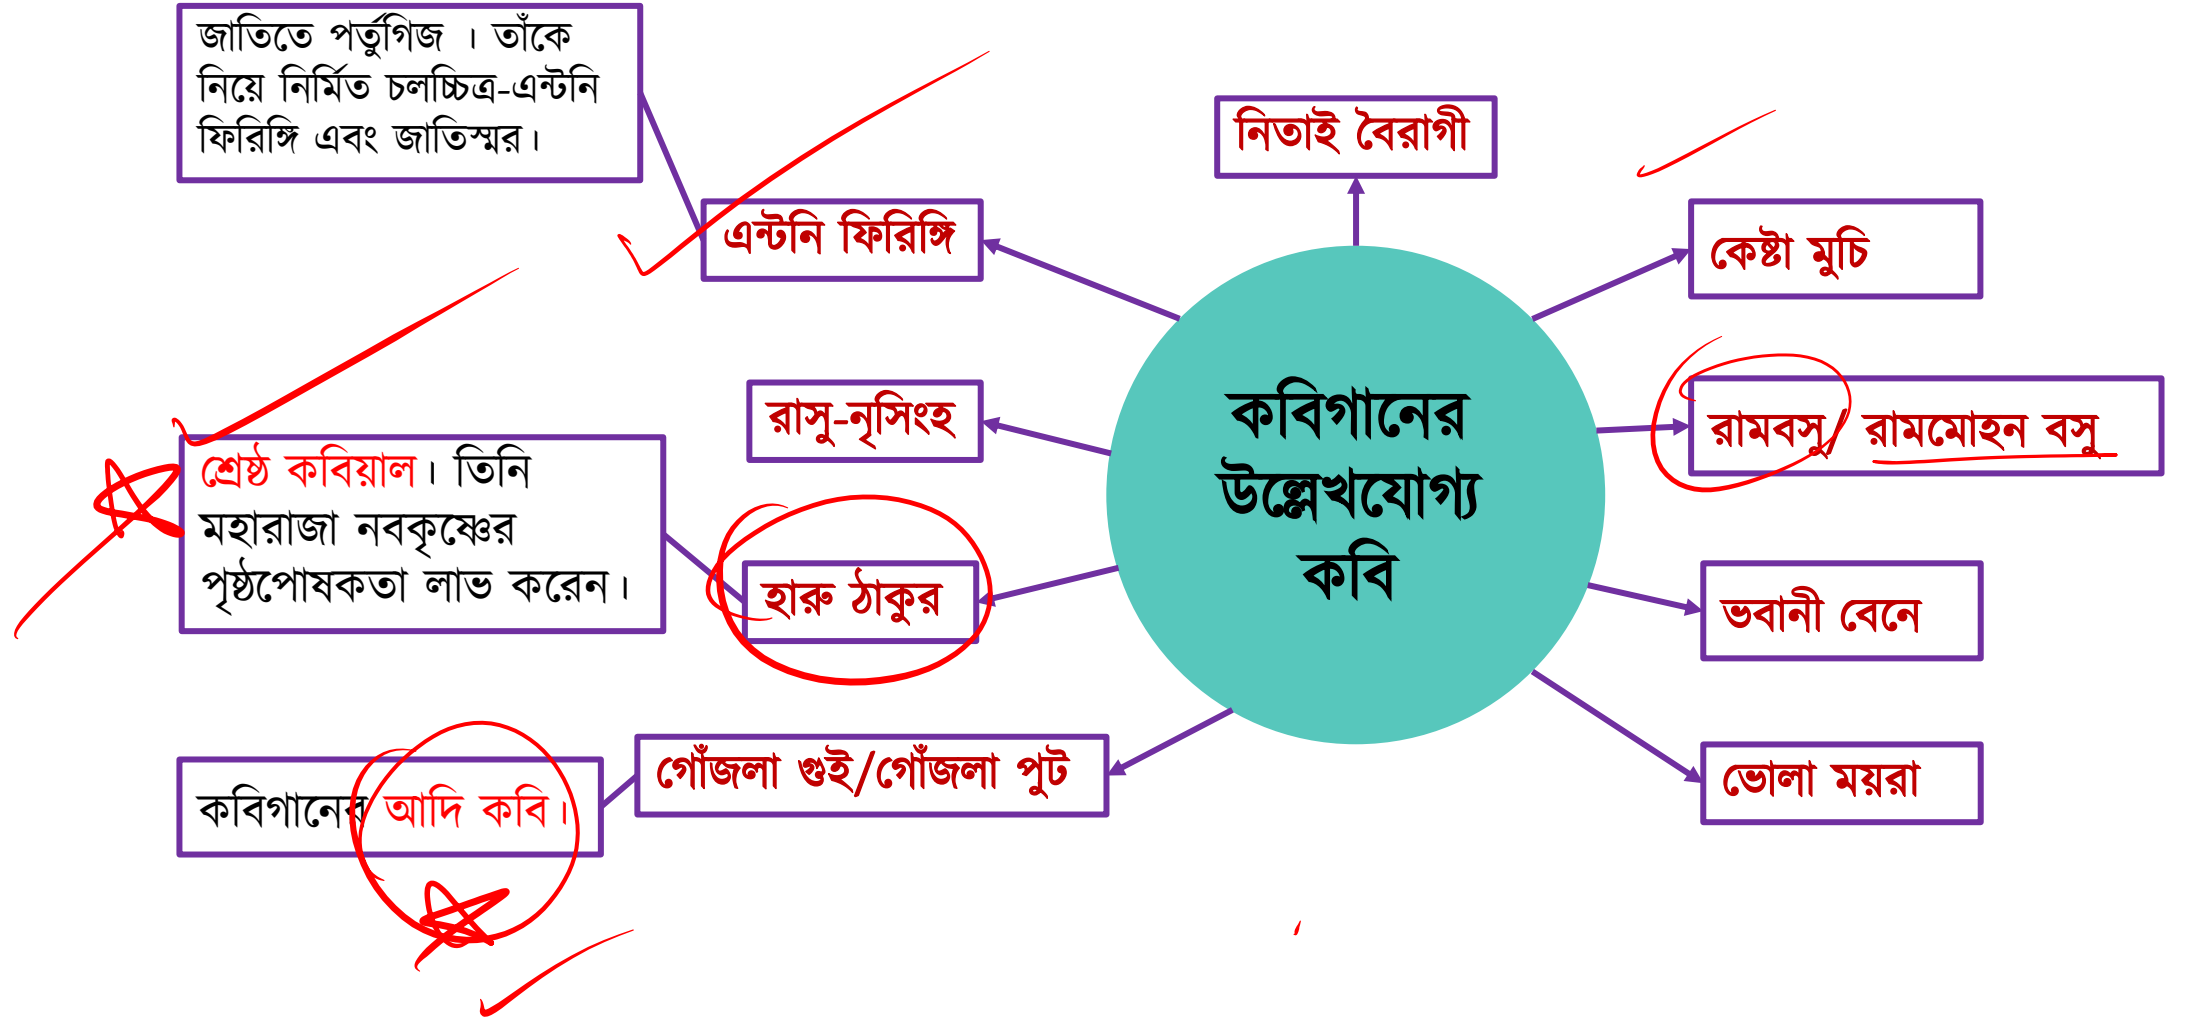 জাতিতে পর্তুগিজ । তাঁকে
নিয়ে নির্মিত চলচ্চিত্র-এন্টনি
ফিরিঙ্গি এবং জাতিস্মর।
নিতাই বৈরাগী
এন্টনি ফিরিঙ্গি
কেষ্টা মুচি
রাসু-নৃসিংহ
রামবসু/ রামমোহন বসু
কবিগানের
উল্লেখযোগ্য
কবি
শ্রেষ্ঠ কবিয়াল। তিনি
মহারাজা নবকৃষ্ণের
পৃষ্ঠপোষকতা লাভ করেন।
হারু ঠাকুর
ভবানী বেনে
গোঁজলা গুই/গোঁজলা পুট
ভোলা ময়রা
কবিগানের আদি কবি।